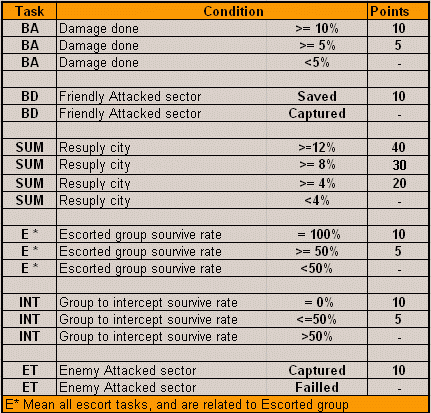 Task Condition Points
BA Damage done >= 10% 10
BA Damage done >= 5% 5
BA Damage done <5% -
BD Friendly Attacked sector Saved 10
BD Friendly Attacked sector Captured -
SUM Resuply city >=12% 40
SUM Resuply city >= 8% 30
SUM Resuply city >= 4% 20
SUM Resuply city <4% -
E * Escorted group sourvive rate = 100% 10
E * Escorted group sourvive rate >= 50% 5
E * Escorted group sourvive rate <50% -
INT Group to intercept sourvive rate = 0% 10
INT Group to intercept sourvive rate <=50% 5
INT Group to intercept sourvive rate >50% -
ET Enemy Attacked sector Captured 10
ET Enemy Attacked sector Failled -
E* Mean all escort tasks, and are related to Escorted group